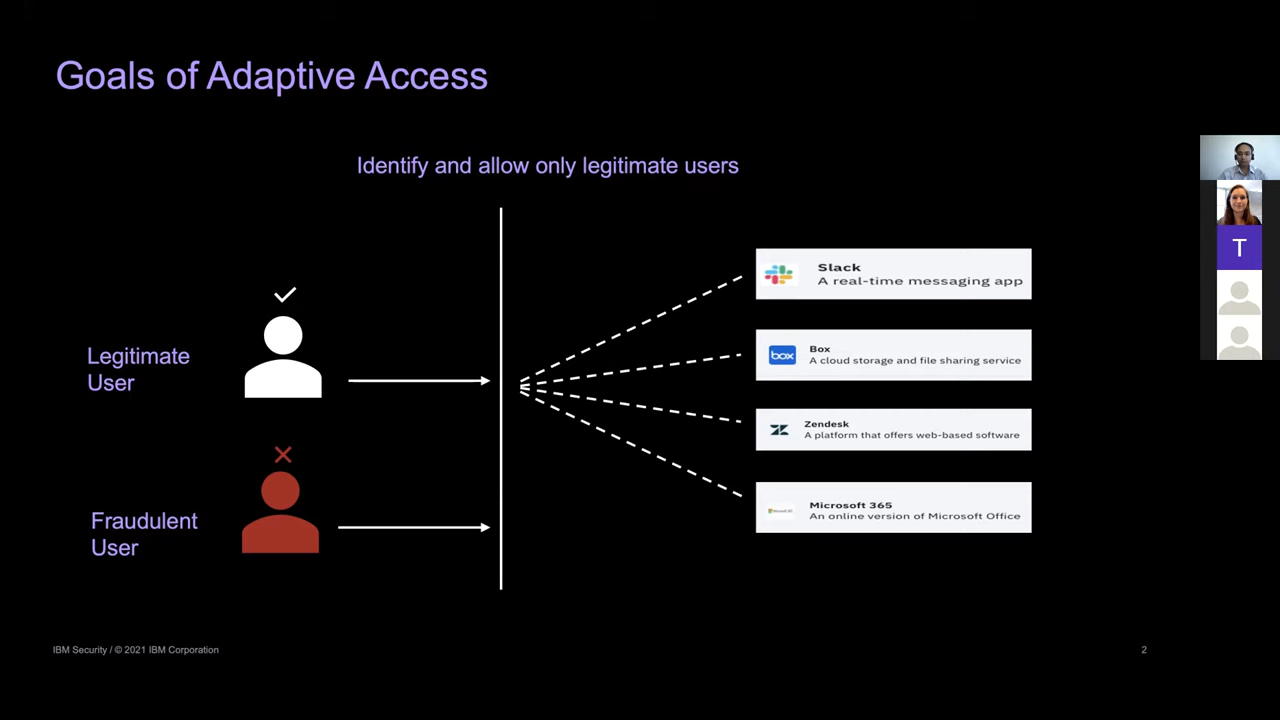 Goals of Adaptive Access
Identify and allow only legitimate users
Legitimate
User
Fraudulent
User
Slack
A real-time messaging app
box
Box
A cloud storage and file sharing service
Zendesk
A platform that offers web-based software
Microsoft 365
An online version of Microsoft Office
T
IBM Security / © 2021 IBM Corporation
2